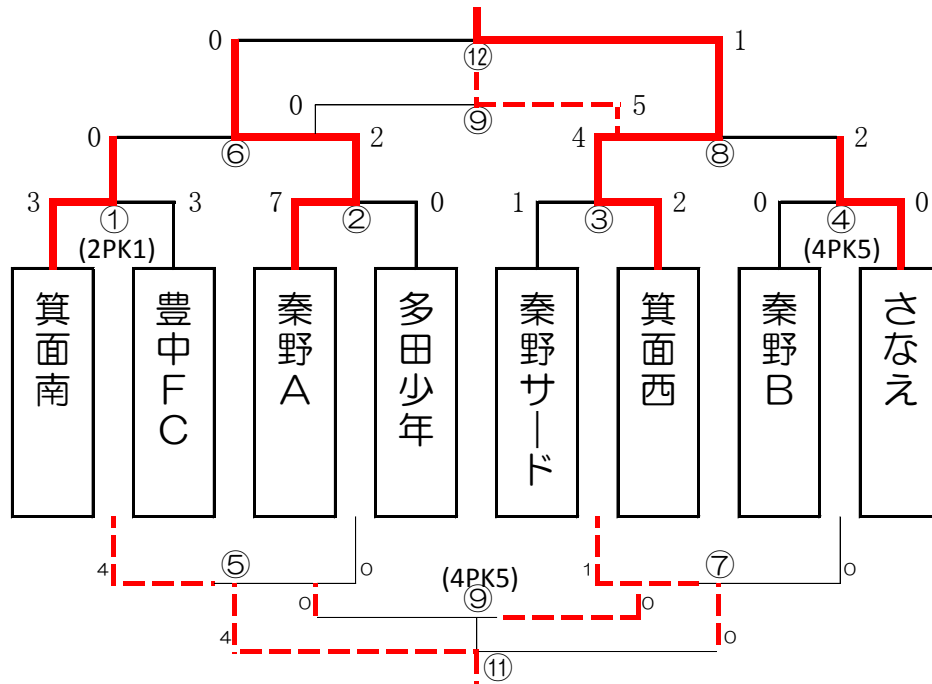 0 ⑫ 1
0 ⑨ 5
0 ⑥ 2 4 ⑧ 2
3 ① 3 7 ② 0 1 ③ 2 0 ④ 0
(2PK1) (4PK5)
箕面南
豊中FC
秦野A
多田少年
秦野サード
箕面西
秦野B
さなえ
4 ⑤ 0 (4PK5) 1 ⑦ 0
0 ⑨ 0
4 ⑪ 0